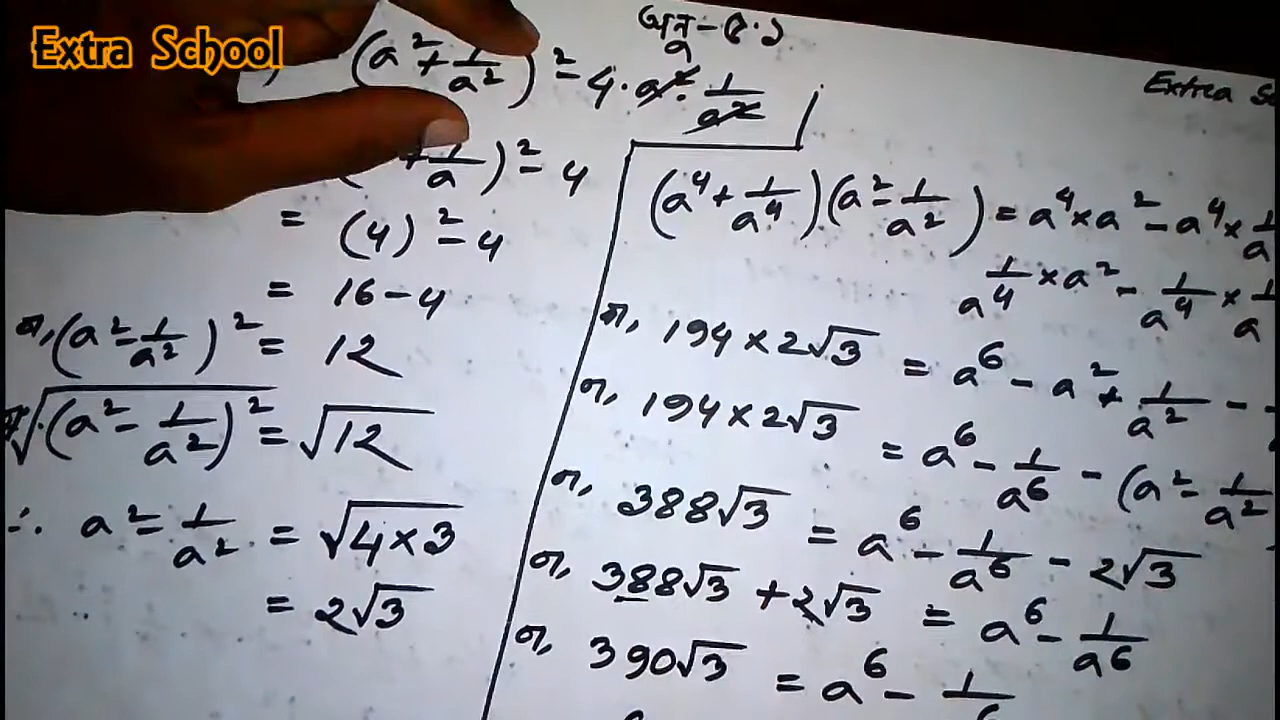 Extra School
অনু - ৪.১
Extra S
(a² + 1/a²)² - 4 · a² · 1/a²
+ 1/a)² - 4
= (4)² - 4
= 16 - 4
বা, (a² - 1/a²)² = 12
√(a² - 1/a²)² = √12
∴ a² - 1/a² = √4×3
= 2√3
(a⁴ + 1/a⁴)(a² - 1/a²) = a⁴ × a² - a⁴ × 1/a
1/a⁴ × a² - 1/a⁴ × 1/a
বা, 194 × 2√3 = a⁶ - a² + 1/a² -
বা, 194 × 2√3 = a⁶ - 1/a⁶ - (a² - 1/a²
বা, 388√3 = a⁶ - 1/a⁶ - 2√3
বা, 388√3 + 2√3 = a⁶ - 1/a⁶
বা, 390√3 = a⁶ - 1/a⁶